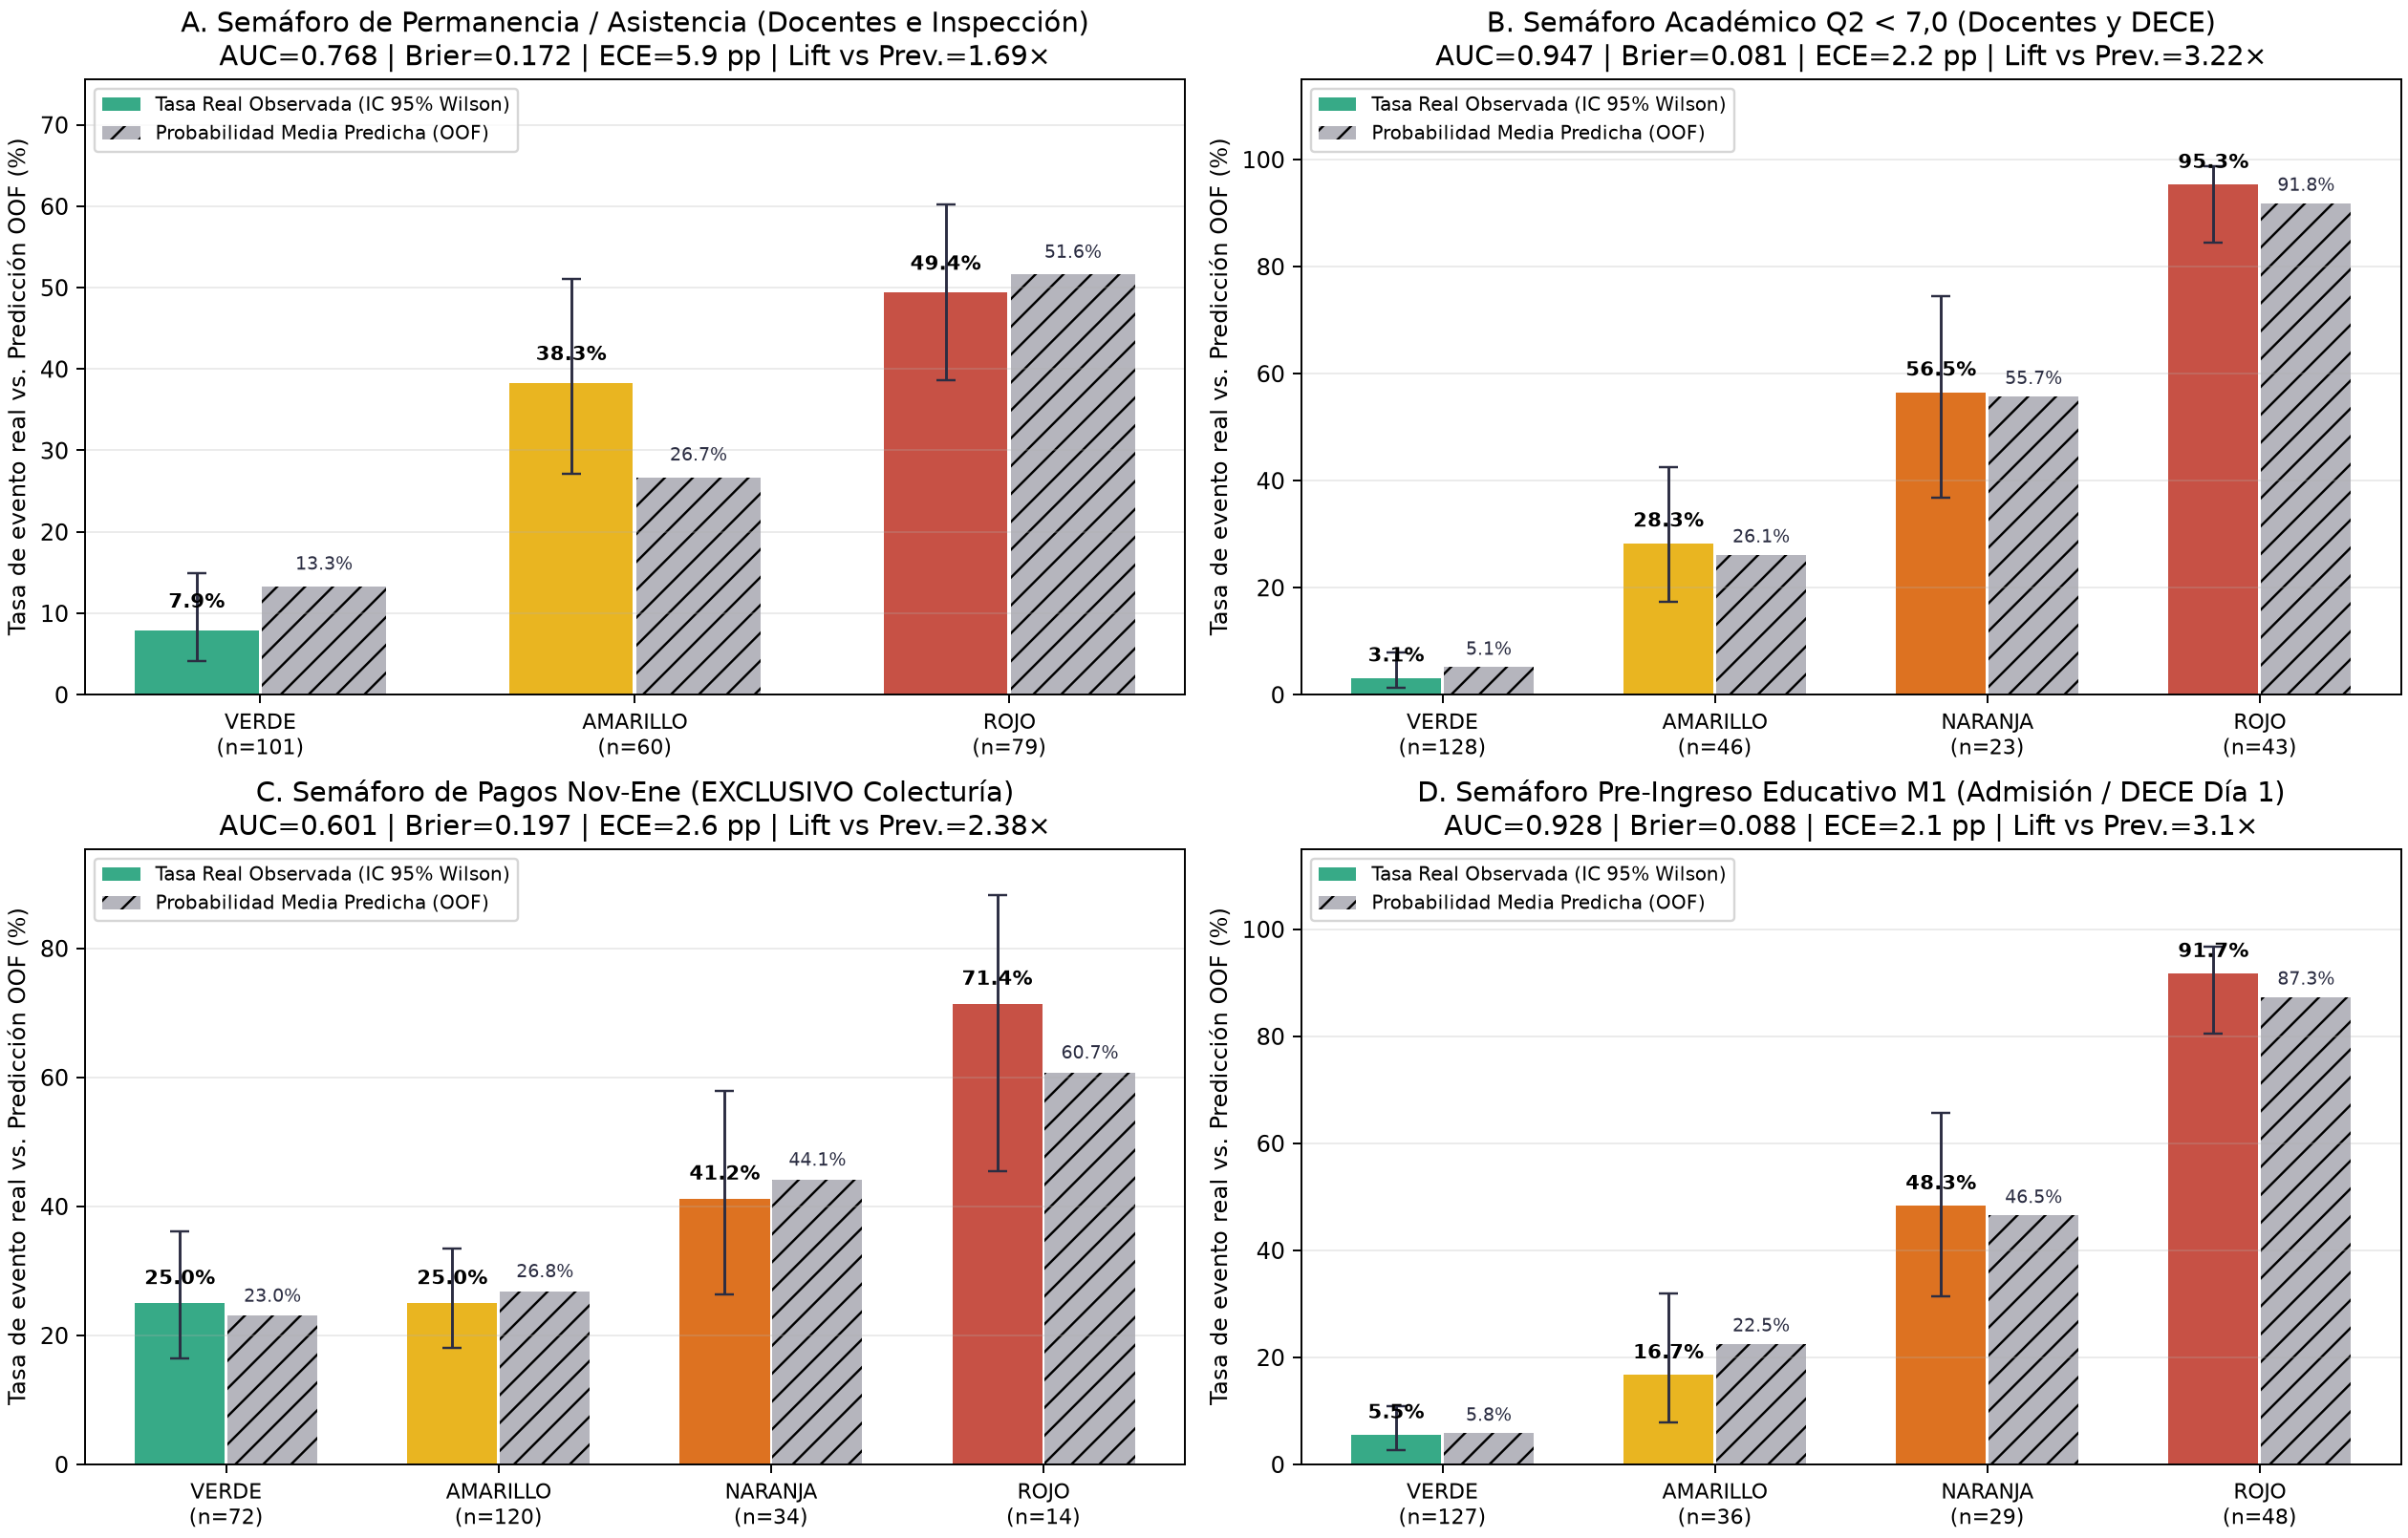 A. Semáforo de Permanencia / Asistencia (Docentes e Inspección)
AUC=0.768 | Brier=0.172 | ECE=5.9 pp | Lift vs Prev.=1.69×
Tasa Real Observada (IC 95% Wilson)
Probabilidad Media Predicha (OOF)
Tasa de evento real vs. Predicción OOF (%)
70
60
50
40
30
20
10
0
7.9%
13.3%
38.3%
26.7%
49.4%
51.6%
VERDE
(n=101)
AMARILLO
(n=60)
ROJO
(n=79)
B. Semáforo Académico Q2 < 7,0 (Docentes y DECE)
AUC=0.947 | Brier=0.081 | ECE=2.2 pp | Lift vs Prev.=3.22×
Tasa Real Observada (IC 95% Wilson)
Probabilidad Media Predicha (OOF)
Tasa de evento real vs. Predicción OOF (%)
100
80
60
40
20
0
3.1%
5.1%
28.3%
26.1%
56.5%
55.7%
95.3%
91.8%
VERDE
(n=128)
AMARILLO
(n=46)
NARANJA
(n=23)
ROJO
(n=43)
C. Semáforo de Pagos Nov-Ene (EXCLUSIVO Colecturía)
AUC=0.601 | Brier=0.197 | ECE=2.6 pp | Lift vs Prev.=2.38×
Tasa Real Observada (IC 95% Wilson)
Probabilidad Media Predicha (OOF)
Tasa de evento real vs. Predicción OOF (%)
80
60
40
20
0
25.0%
23.0%
25.0%
26.8%
41.2%
44.1%
71.4%
60.7%
VERDE
(n=72)
AMARILLO
(n=120)
NARANJA
(n=34)
ROJO
(n=14)
D. Semáforo Pre-Ingreso Educativo M1 (Admisión / DECE Día 1)
AUC=0.928 | Brier=0.088 | ECE=2.1 pp | Lift vs Prev.=3.1×
Tasa Real Observada (IC 95% Wilson)
Probabilidad Media Predicha (OOF)
Tasa de evento real vs. Predicción OOF (%)
100
80
60
40
20
0
5.5%
5.8%
16.7%
22.5%
48.3%
46.5%
91.7%
87.3%
VERDE
(n=127)
AMARILLO
(n=36)
NARANJA
(n=29)
ROJO
(n=48)